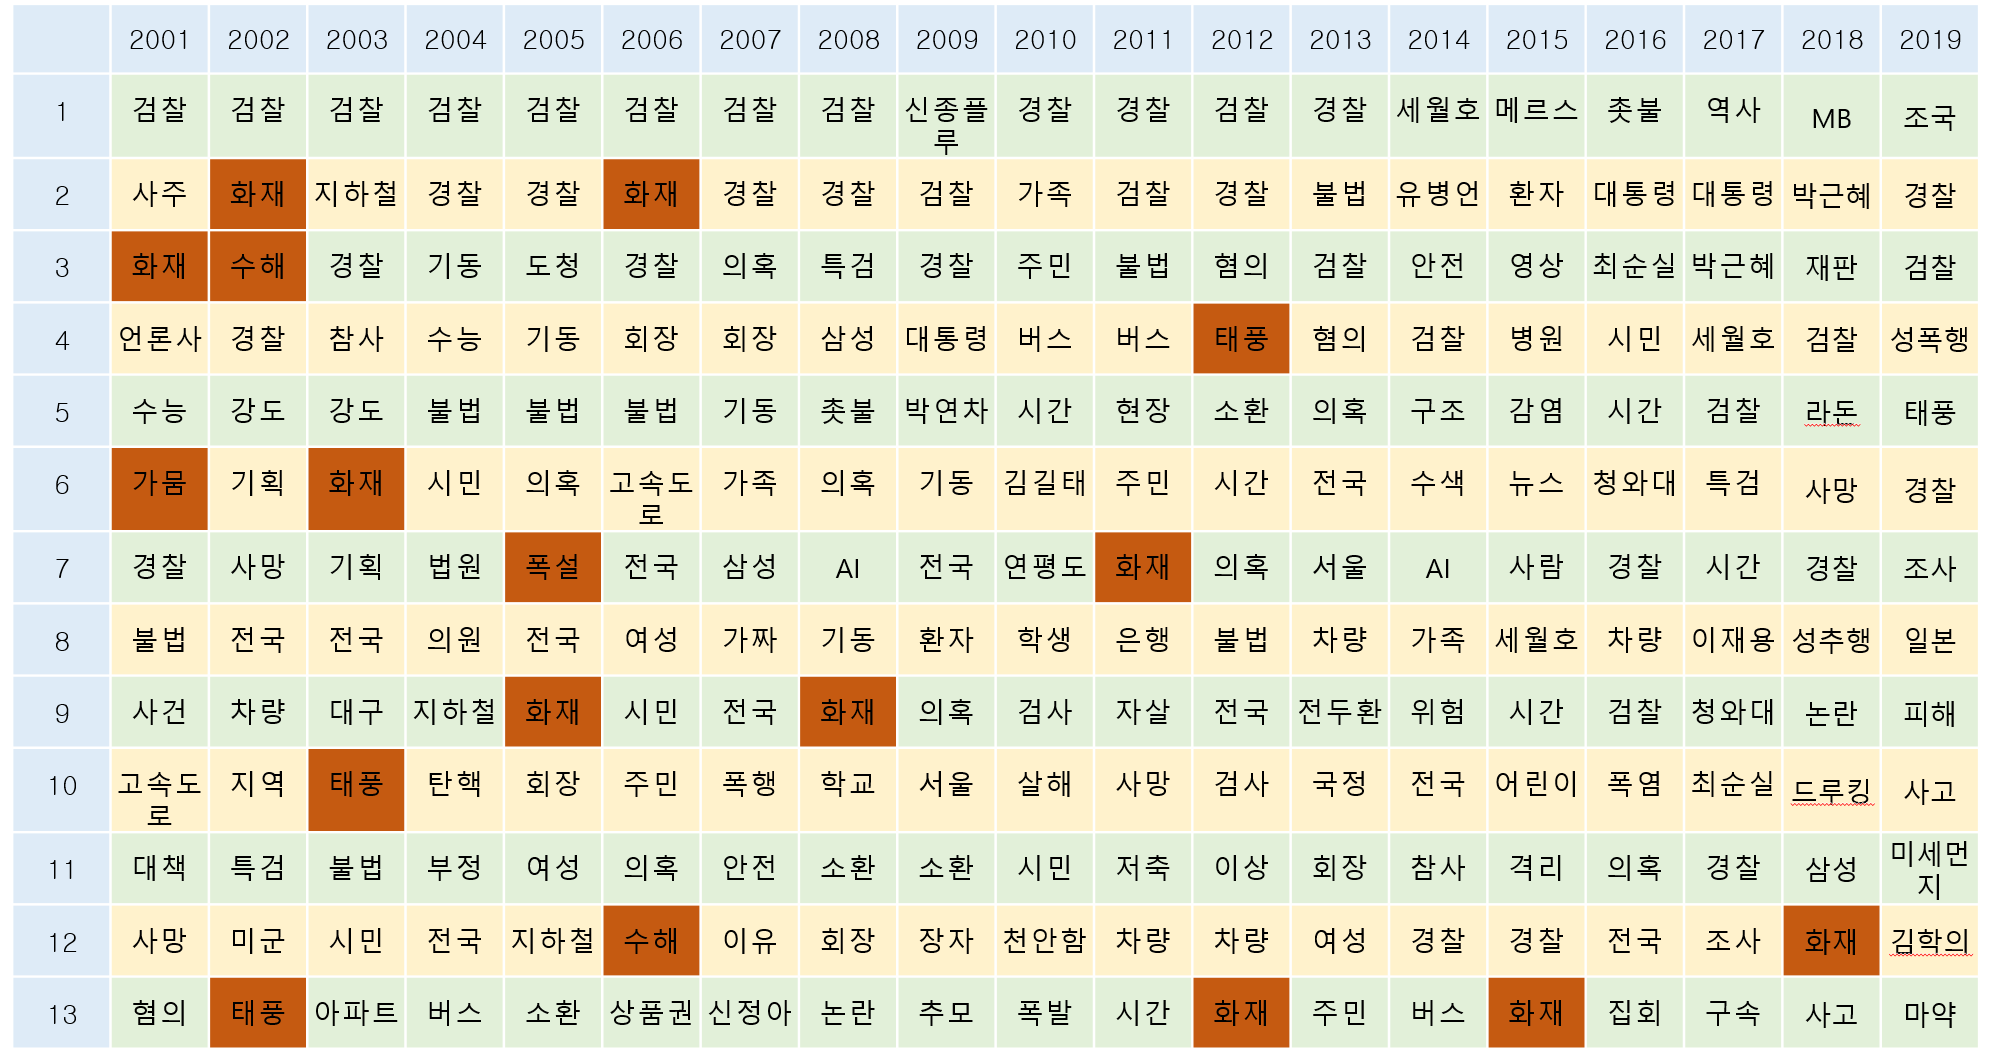 2001 2002 2003 2004 2005 2006 2007 2008 2009 2010 2011 2012 2013 2014 2015 2016 2017 2018 2019
1 검찰 검찰 검찰 검찰 검찰 검찰 검찰 검찰 신종플루 경찰 경찰 검찰 경찰 세월호 메르스 촛불 역사 MB 조국
2 사주 화재 지하철 경찰 경찰 화재 경찰 경찰 검찰 가족 검찰 경찰 불법 유병언 환자 대통령 대통령 박근혜 경찰
3 화재 수해 경찰 기동 도청 경찰 의혹 특검 경찰 주민 불법 혐의 검찰 안전 영상 최순실 박근혜 재판 검찰
4 언론사 경찰 참사 수능 기동 회장 회장 삼성 대통령 버스 버스 태풍 혐의 검찰 병원 시민 세월호 검찰 성폭행
5 수능 강도 강도 불법 불법 불법 기동 촛불 박연차 시간 현장 소환 의혹 구조 감염 시간 검찰 라돈 태풍
6 가뭄 기획 화재 시민 의혹 고속도로 가족 의혹 기동 김길태 주민 시간 전국 수색 뉴스 청와대 특검 사망 경찰
7 경찰 사망 기획 법원 폭설 전국 삼성 AI 전국 연평도 화재 의혹 서울 AI 사람 경찰 시간 경찰 조사
8 불법 전국 전국 의원 전국 여성 가짜 기동 환자 학생 은행 불법 차량 가족 세월호 차량 이재용 성추행 일본
9 사건 차량 대구 지하철 화재 시민 전국 화재 의혹 검사 자살 전국 전두환 위험 시간 검찰 청와대 논란 피해
10 고속도로 지역 태풍 탄핵 회장 주민 폭행 학교 서울 살해 사망 검사 국정 전국 어린이 폭염 최순실 드루킹 사고
11 대책 특검 불법 부정 여성 의혹 안전 소환 소환 시민 저축 이상 회장 참사 격리 의혹 경찰 삼성 미세먼지
12 사망 미군 시민 전국 지하철 수해 이유 회장 장자 천안함 차량 차량 여성 경찰 경찰 전국 조사 화재 김학의
13 혐의 태풍 아파트 버스 소환 상품권 신정아 논란 추모 폭발 시간 화재 주민 버스 화재 집회 구속 사고 마약